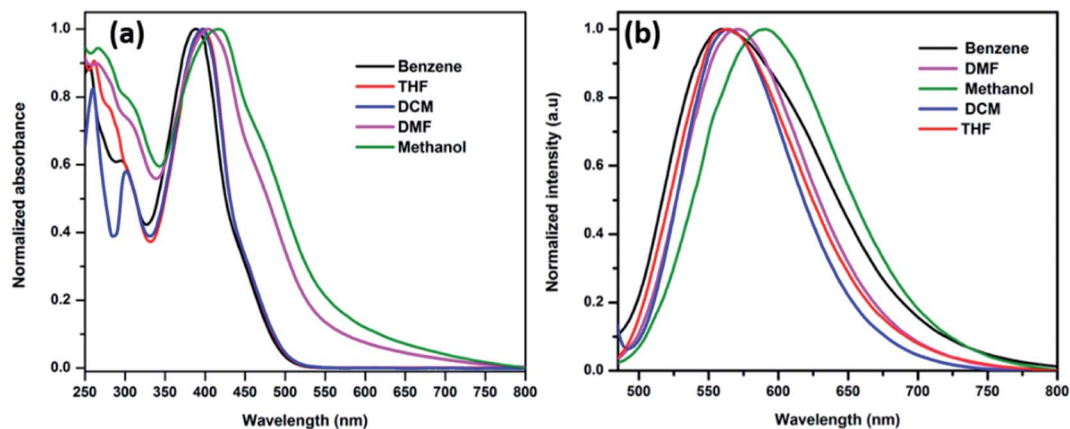 (a)
Normalized absorbance
1.0
0.8
0.6
0.4
0.2
0.0
Benzene
THF
DCM
DMF
Methanol
250 300 350 400 450 500 550 600 650 700 750 800
Wavelength (nm)
(b)
Normalized intensity (a.u)
1.0
0.8
0.6
0.4
0.2
0.0
Benzene
DMF
Methanol
DCM
THF
500 550 600 650 700 750 800
Wavelength (nm)